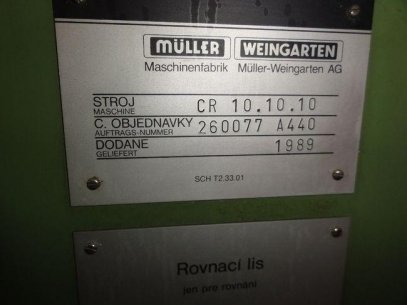 MÜLLER WEINGARTEN
Maschinenfabrik Müller-Weingarten AG
STROJ CR 10.10.10
MASCHINE
C. OBJEDNAVKY 260077 A440
AUFTRAGS-NUMMER
DODANE 1989
GELIEFERT
SCH T2.33.01
Rovnací lis
jen pre rovnání